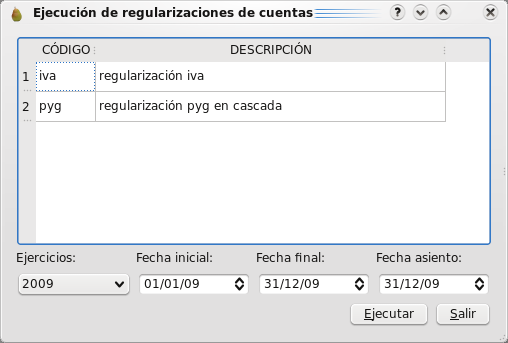 Ejecución de regularizaciones de cuentas ?
CÓDIGO DESCRIPCIÓN
1 iva regularización iva
2 pyg regularización pyg en cascada
Ejercicios: Fecha inicial: Fecha final: Fecha asiento:
2009 01/01/09 31/12/09 31/12/09
Ejecutar Salir